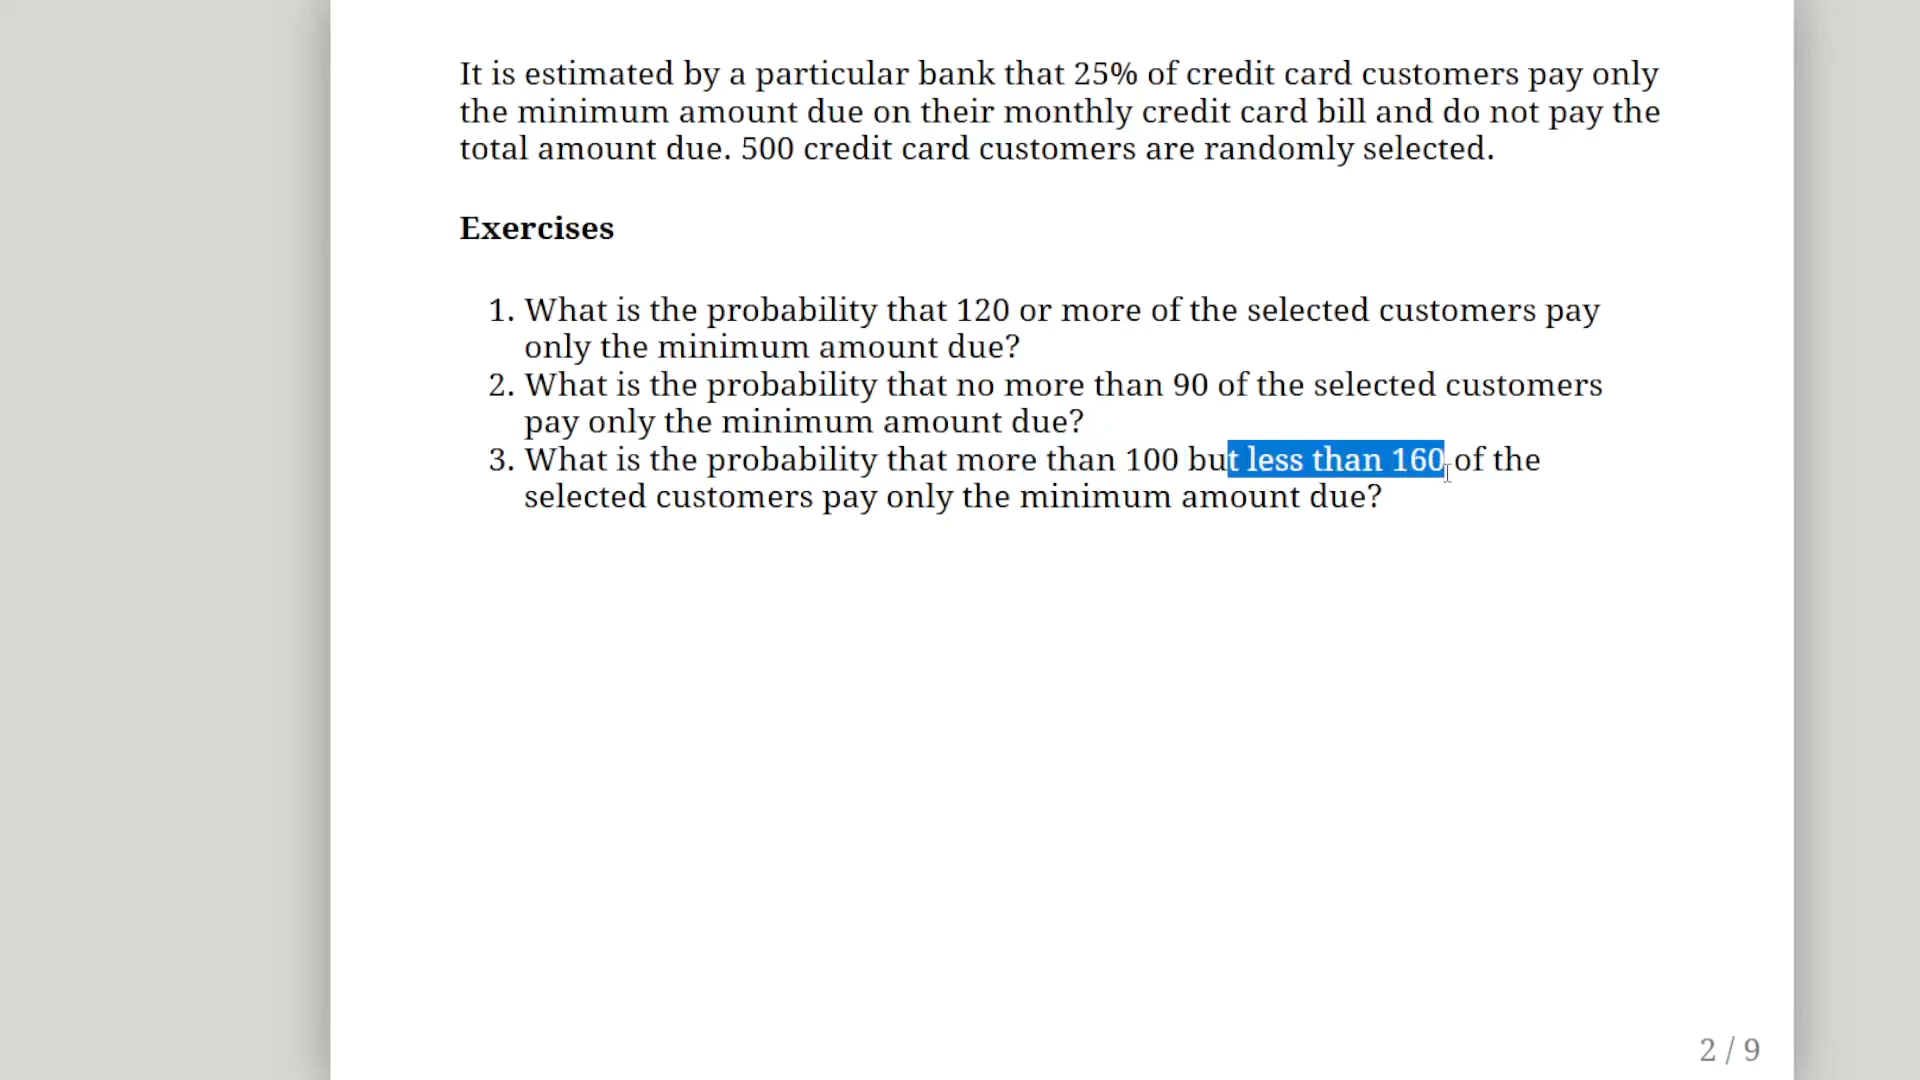 It is estimated by a particular bank that 25% of credit card customers pay only
the minimum amount due on their monthly credit card bill and do not pay the
total amount due. 500 credit card customers are randomly selected.
Exercises
1. What is the probability that 120 or more of the selected customers pay
only the minimum amount due?
2. What is the probability that no more than 90 of the selected customers
pay only the minimum amount due?
3. What is the probability that more than 100 but less than 160 of the
selected customers pay only the minimum amount due?
2 / 9